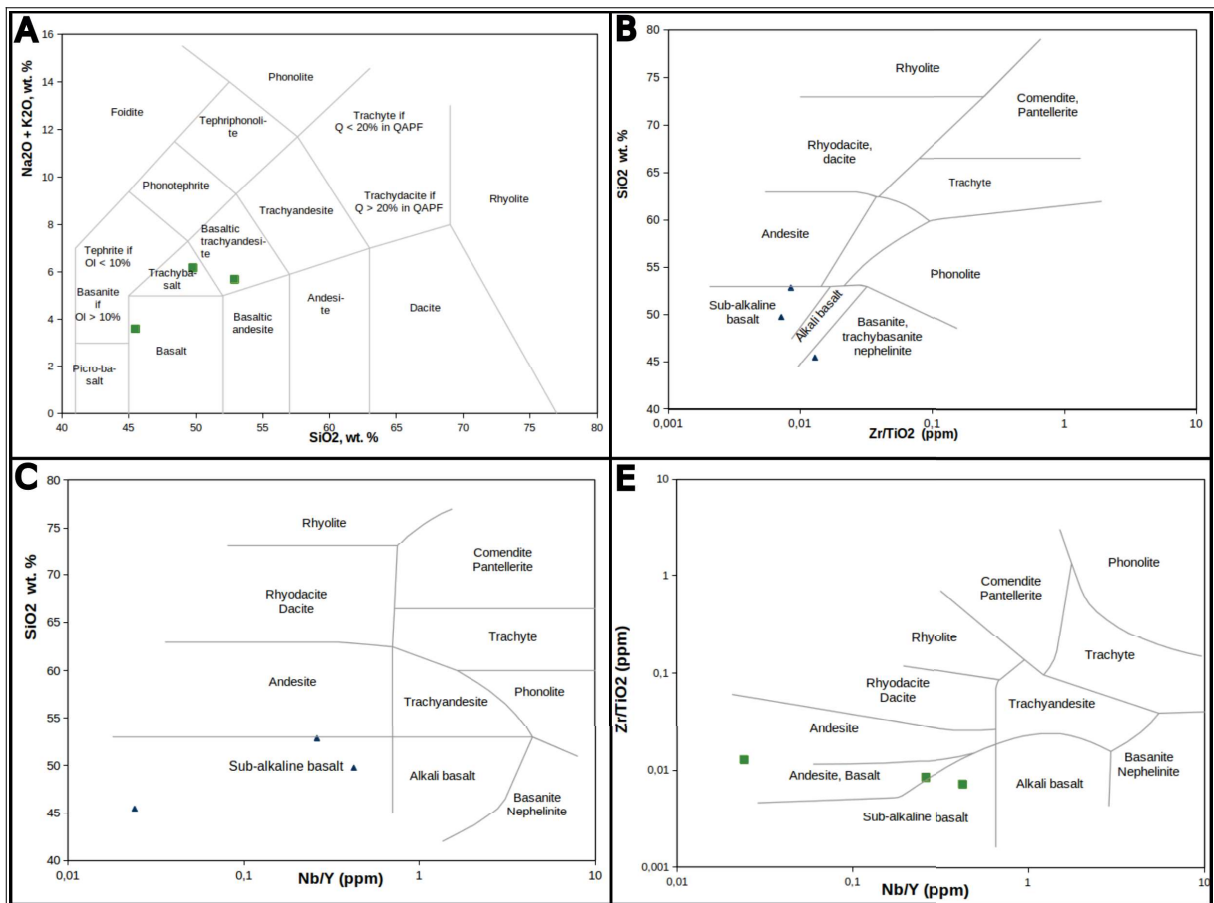 A
Na2O + K2O, wt. %
16
14
12
10
8
6
4
2
0
Phonolite
Foidite
Tephriphonoli-
te
Trachyte if
Q < 20% in QAPF
Phonotephrite
Trachydacite if
Q > 20% in QAPF
Rhyolite
Trachyandesite
Basaltic
trachyandesi-
te
Tephrite if
Ol < 10%
Trachyba-
salt
Basanite
if
Ol > 10%
Andesi-
te
Dacite
Basaltic
andesite
Basalt
Picro-ba-
salt
40 45 50 55 60 65 70 75 80
SiO2, wt. %
B
SiO2 wt. %
80
75
70
65
60
55
50
45
40
Rhyolite
Comendite,
Pantellerite
Rhyodacite,
dacite
Trachyte
Andesite
Phonolite
Sub-alkaline
basalt
Alkali basalt
Basanite,
trachybasanite
nephelinite
0,001 0,01 0,1 1 10
Zr/TiO2 (ppm)
C
SiO2 wt. %
80
75
70
65
60
55
50
45
40
Rhyolite
Comendite
Pantellerite
Rhyodacite
Dacite
Trachyte
Andesite
Trachyandesite
Phonolite
Sub-alkaline basalt
Alkali basalt
Basanite
Nephelinite
0,01 0,1 1 10
Nb/Y (ppm)
E
Zr/TiO2 (ppm)
10
1
0,1
0,01
0,001
Phonolite
Comendite
Pantellerite
Rhyolite
Trachyte
Rhyodacite
Dacite
Trachyandesite
Andesite
Basanite
Nephelinite
Andesite, Basalt
Alkali basalt
Sub-alkaline basalt
0,01 0,1 1 10
Nb/Y (ppm)